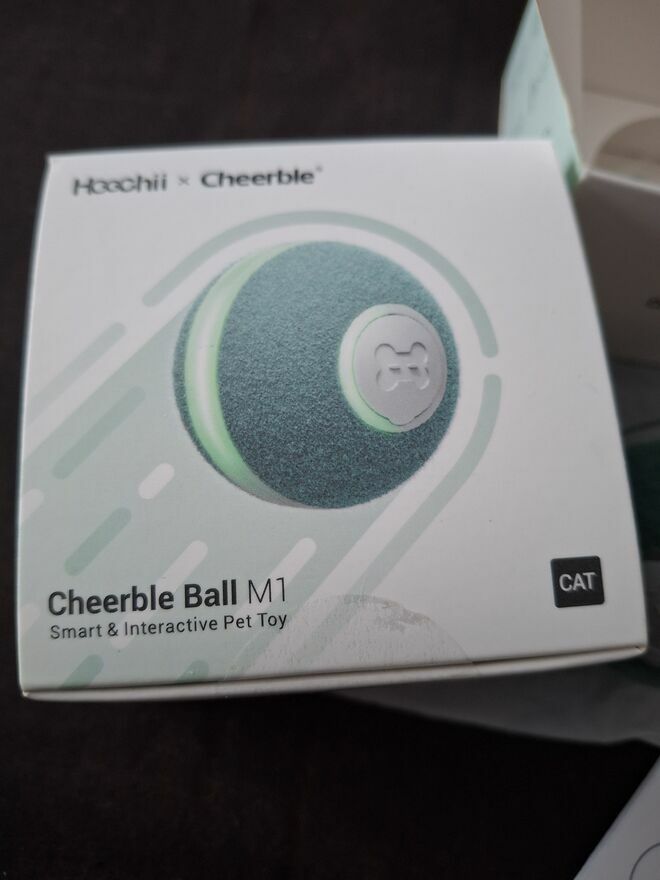 Hoochii × Cheerble®
Cheerble Ball M1
Smart & Interactive Pet Toy
CAT